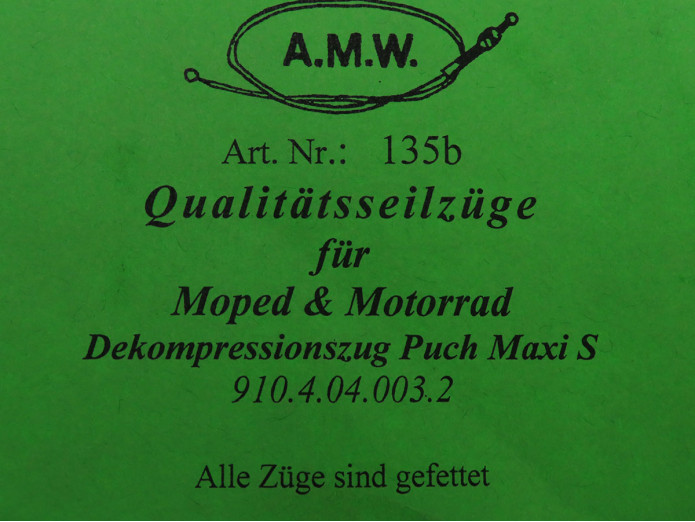 A.M.W.
Art. Nr.: 135b
Qualitätsseilzüge
für
Moped & Motorrad
Dekompressionszug Puch Maxi S
910.4.04.003.2
Alle Züge sind gefettet